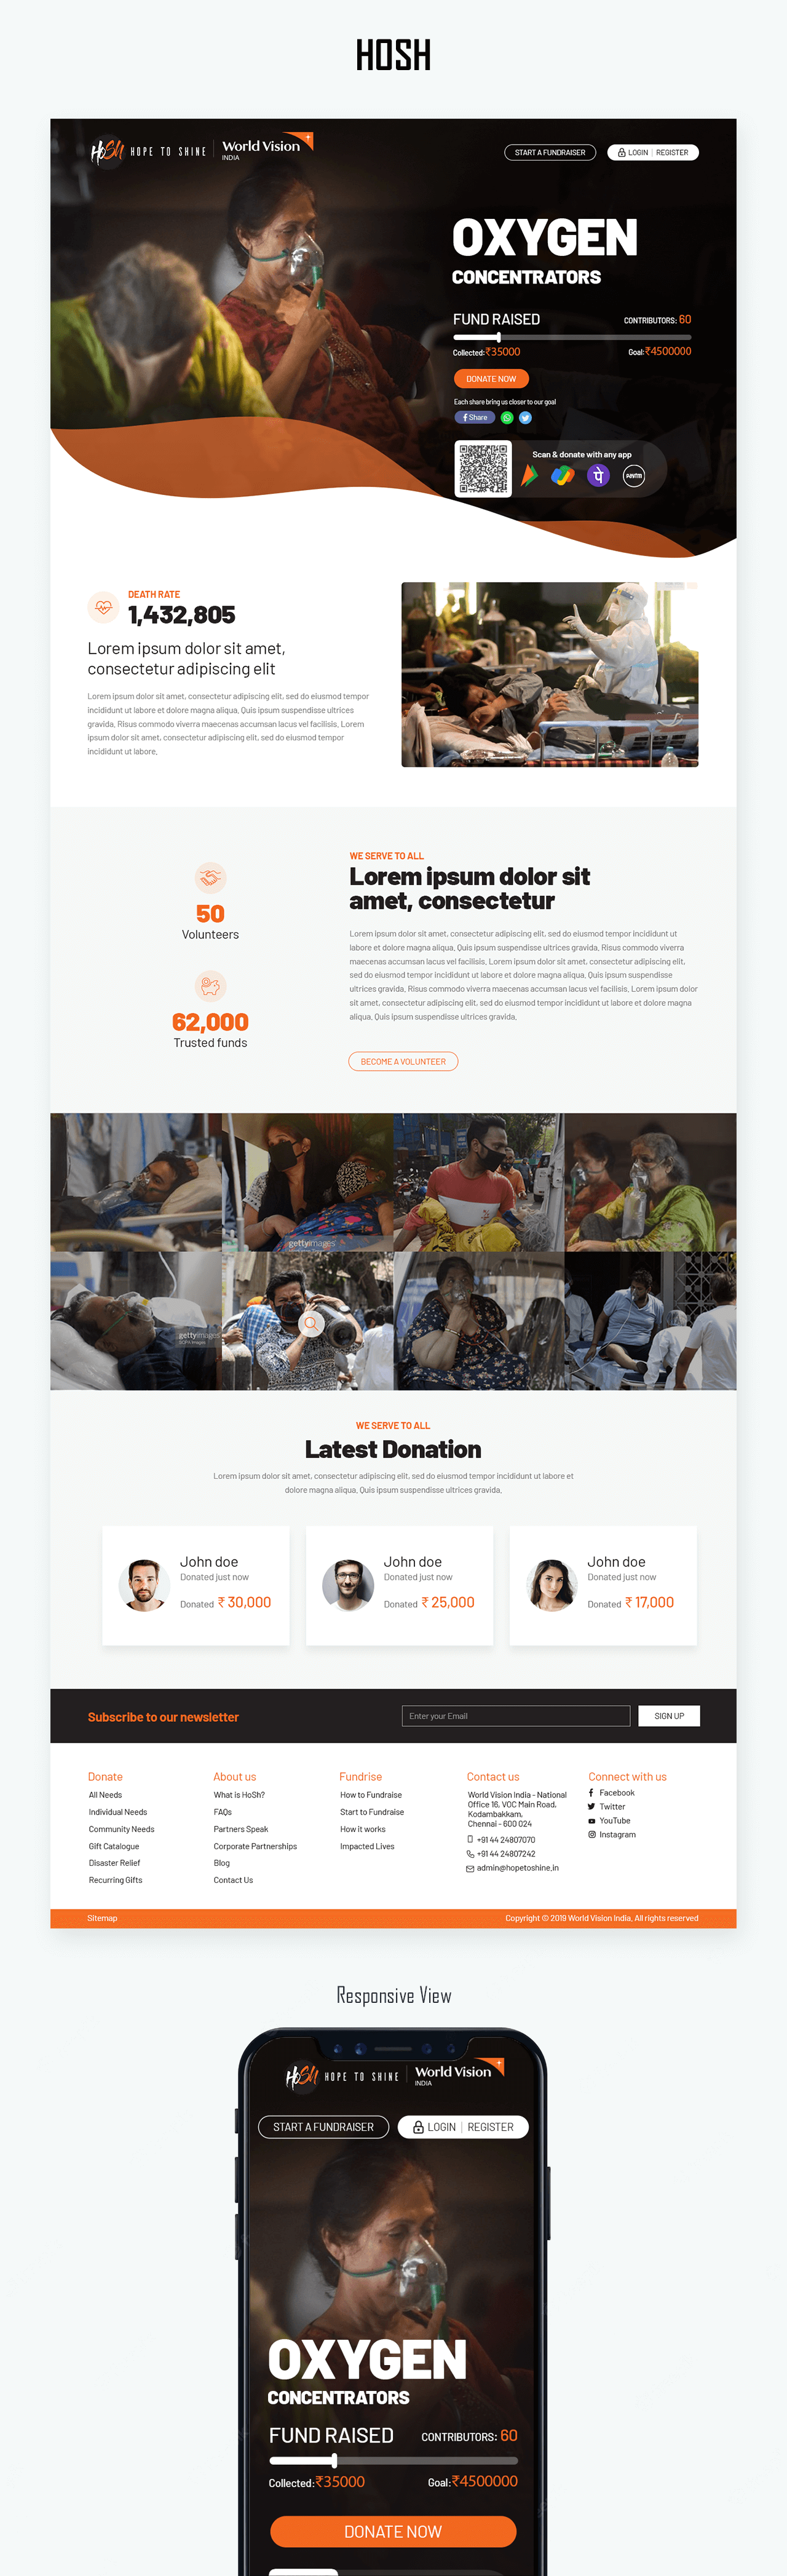 HOSH
HoSh HOPE TO SHINE
World Vision
INDIA
START A FUNDRAISER
LOGIN | REGISTER
OXYGEN
CONCENTRATORS
FUND RAISED
CONTRIBUTORS: 60
Collected:₹35000
Goal:₹4500000
DONATE NOW
Each share bring us closer to our goal
f Share
Scan & donate with any app
paytm
DEATH RATE
1,432,805
Lorem ipsum dolor sit amet,
consectetur adipiscing elit
Lorem ipsum dolor sit amet, consectetur adipiscing elit, sed do eiusmod tempor
incididunt ut labore et dolore magna aliqua. Quis ipsum suspendisse ultrices
gravida. Risus commodo viverra maecenas accumsan lacus vel facilisis. Lorem
ipsum dolor sit amet, consectetur adipiscing elit, sed do eiusmod tempor
incididunt ut labore.
50
Volunteers
62,000
Trusted funds
WE SERVE TO ALL
Lorem ipsum dolor sit
amet, consectetur
Lorem ipsum dolor sit amet, consectetur adipiscing elit, sed do eiusmod tempor incididunt ut
labore et dolore magna aliqua. Quis ipsum suspendisse ultrices gravida. Risus commodo viverra
maecenas accumsan lacus vel facilisis. Lorem ipsum dolor sit amet, consectetur adipiscing elit,
sed do eiusmod tempor incididunt ut labore et dolore magna aliqua. Quis ipsum suspendisse
ultrices gravida. Risus commodo viverra maecenas accumsan lacus vel facilisis. Lorem ipsum dolor
sit amet, consectetur adipiscing elit, sed do eiusmod tempor incididunt ut labore et dolore magna
aliqua. Quis ipsum suspendisse ultrices gravida.
BECOME A VOLUNTEER
gettyimages
gettyimages
WE SERVE TO ALL
Latest Donation
Lorem ipsum dolor sit amet, consectetur adipiscing elit, sed do eiusmod tempor incididunt ut labore et
dolore magna aliqua. Quis ipsum suspendisse ultrices gravida.
John doe
Donated just now
Donated ₹ 30,000
John doe
Donated just now
Donated ₹ 25,000
John doe
Donated just now
Donated ₹ 17,000
Subscribe to our newsletter
Enter your Email
SIGN UP
Donate
All Needs
Individual Needs
Community Needs
Gift Catalogue
Disaster Relief
Recurring Gifts
About us
What is HoSh?
FAQs
Partners Speak
Corporate Partnerships
Blog
Contact Us
Fundrise
How to Fundraise
Start to Fundraise
How it works
Impacted Lives
Contact us
World Vision India - National
Office 16, VOC Main Road,
Kodambakkam,
Chennai - 600 024
+91 44 24807070
+91 44 24807242
admin@hopetoshine.in
Connect with us
Facebook
Twitter
YouTube
Instagram
Sitemap
Copyright © 2019 World Vision India. All rights reserved
Responsive View
HoSh HOPE TO SHINE
World Vision
INDIA
START A FUNDRAISER
LOGIN | REGISTER
OXYGEN
CONCENTRATORS
FUND RAISED
CONTRIBUTORS: 60
Collected:₹35000
Goal:₹4500000
DONATE NOW